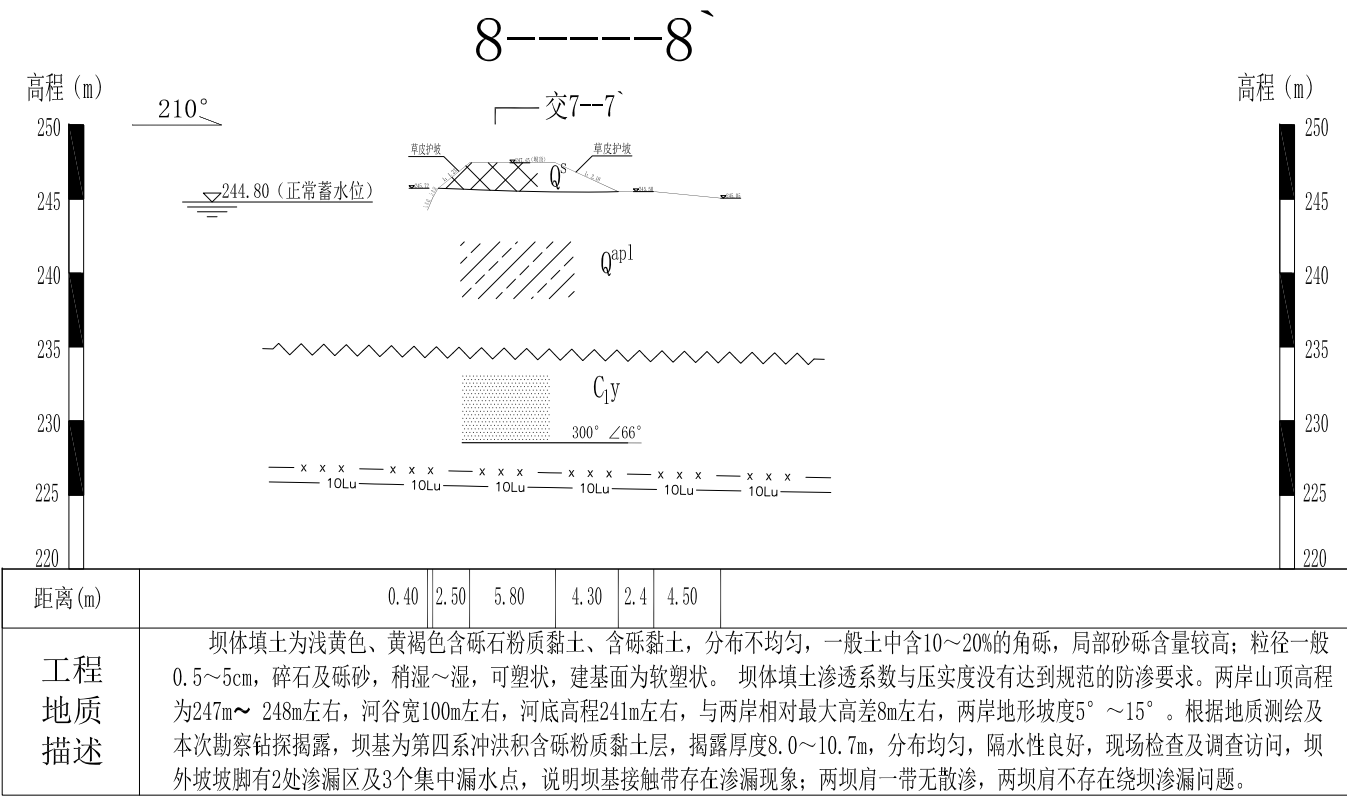 8-----8`
高程(m)
高程(m)
210°
交7--7`
250
250
草皮护坡
草皮护坡
Qˢ
244.80（正常蓄水位）
245
245
240
240
Qᵃᵖˡ
235
235
C₁y
230
230
300° ∠66°
x x x x x x x x x x x x x x x x x x
10Lu 10Lu 10Lu 10Lu 10Lu 10Lu
225
225
220
220
距离(m) 0.40 2.50 5.80 4.30 2.4 4.50
工程
地质
描述
坝体填土为浅黄色、黄褐色含砾石粉质黏土、含砾黏土，分布不均匀，一般土中含10～20%的角砾，局部砂砾含量较高；粒径一般
0.5～5cm，碎石及砾砂，稍湿～湿，可塑状，建基面为软塑状。 坝体填土渗透系数与压实度没有达到规范的防渗要求。两岸山顶高程
为247m～ 248m左右，河谷宽100m左右，河底高程241m左右，与两岸相对最大高差8m左右，两岸地形坡度5°～15°。根据地质测绘及
本次勘察钻探揭露，坝基为第四系冲洪积含砾粉质黏土层，揭露厚度8.0～10.7m，分布均匀，隔水性良好，现场检查及调查访问，坝
外坡坡脚有2处渗漏区及3个集中漏水点，说明坝基接触带存在渗漏现象；两坝肩一带无散渗，两坝肩不存在绕坝渗漏问题。